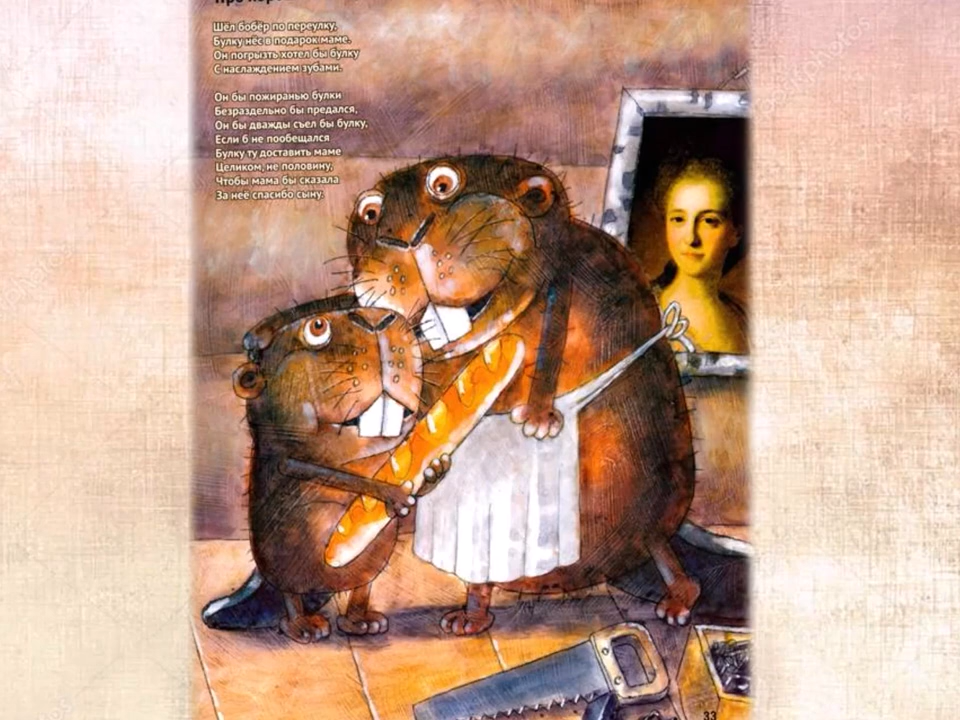 Шёл бобёр по переулку,
Булку нёс в подарок маме.
Он погрызть хотел бы булку
С наслаждением зубами.
Он бы пожиранью булки
Безраздельно бы предался,
Он бы дважды съел бы булку,
Если б не пообещался
Булку ту доставить маме
Целиком, не половину,
Чтобы мама бы сказала
За неё спасибо сыну.
33